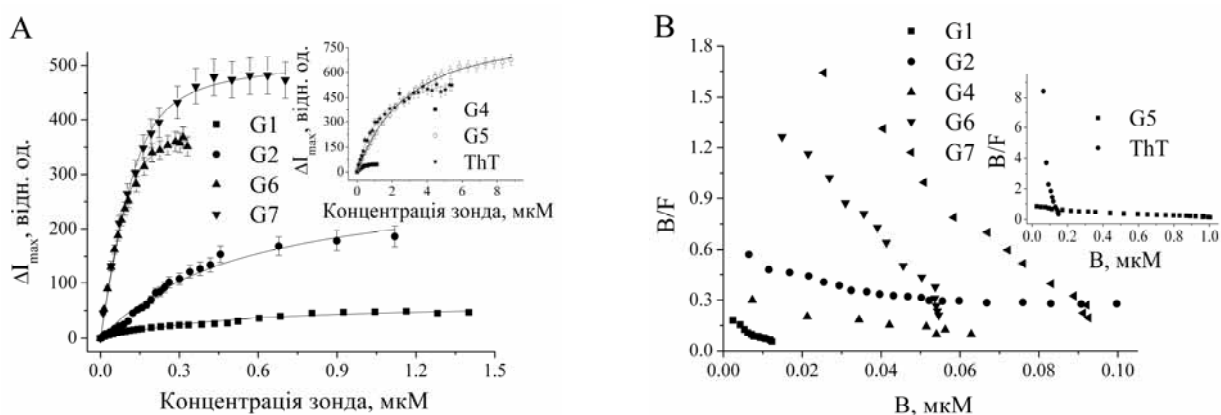 A
ΔImax, відн. од.
500
400
300
200
100
0
0.0
0.3
0.6
0.9
1.2
1.5
Концентрація зонда, мкМ
G1
G2
G6
G7
ΔImax, відн. од.
750
600
450
300
150
0
0 2 4 6 8
Концентрація зонда, мкМ
G4
G5
ThT
B
B/F
1.8
1.5
1.2
0.9
0.6
0.3
0.0
0.00
0.02
0.04
0.06
0.08
0.10
B, мкМ
G1
G2
G4
G6
G7
B/F
8
6
4
2
0
0.0 0.2 0.4 0.6 0.8 1.0
B, мкМ
G5
ThT